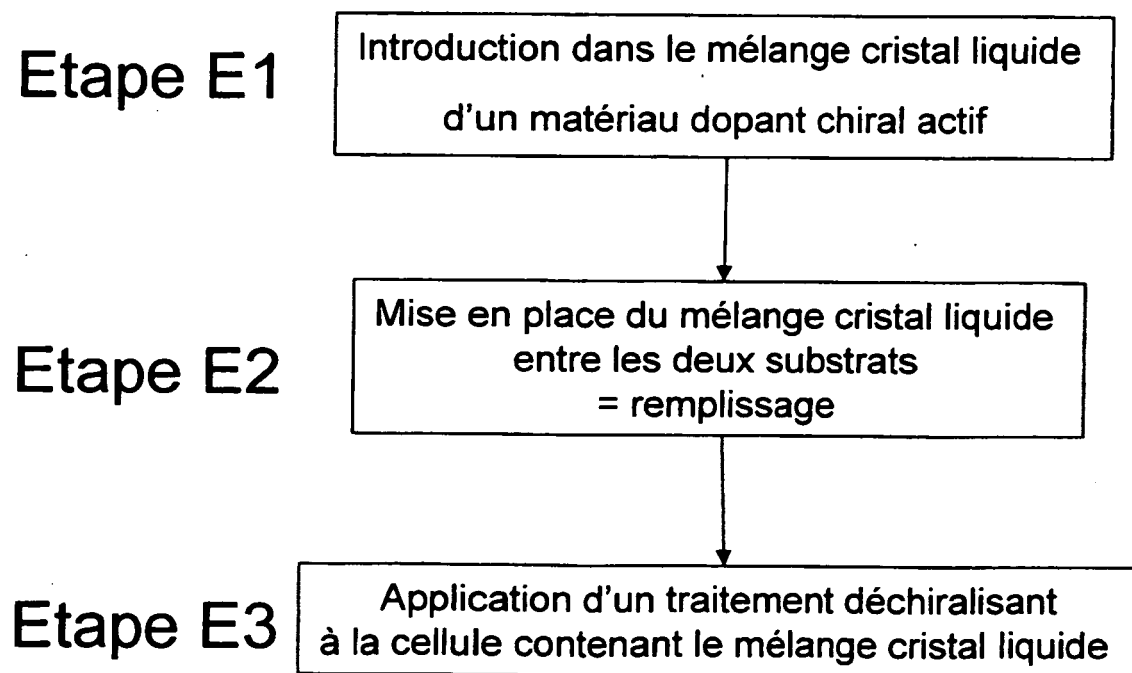 Etape E1
Introduction dans le mélange cristal liquide
d'un matériau dopant chiral actif
Etape E2
Mise en place du mélange cristal liquide
entre les deux substrats
= remplissage
Etape E3
Application d'un traitement déchiralisant
à la cellule contenant le mélange cristal liquide